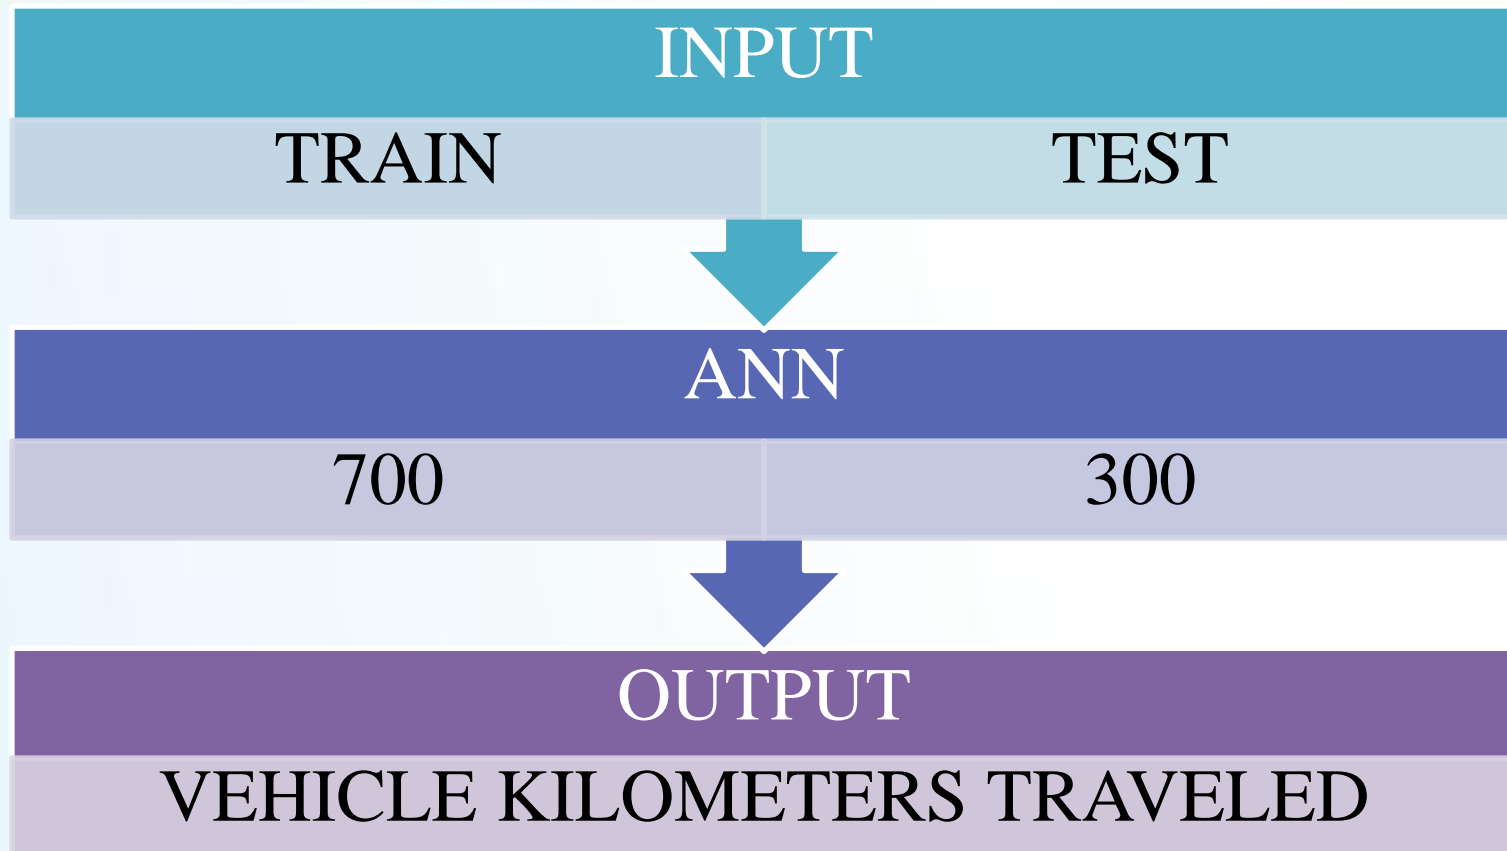 INPUT
TRAIN TEST
ANN
700 300
OUTPUT
VEHICLE KILOMETERS TRAVELED